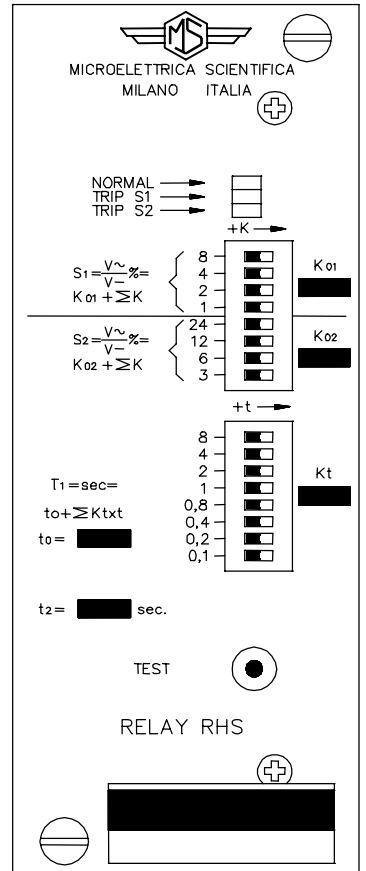 MS
MICROELETTRICA SCIENTIFICA
MILANO ITALIA
NORMAL
TRIP S1
TRIP S2
+K
S1=V~/V–%=
K01+ΣK
8
4
2
1
K01
S2=V~/V–%=
K02+ΣK
24
12
6
3
K02
+t
8
4
2
1
0,8
0,4
0,2
0,1
Kt
T1=sec=
to+ΣKtxt
to=
t2= sec.
TEST
RELAY RHS